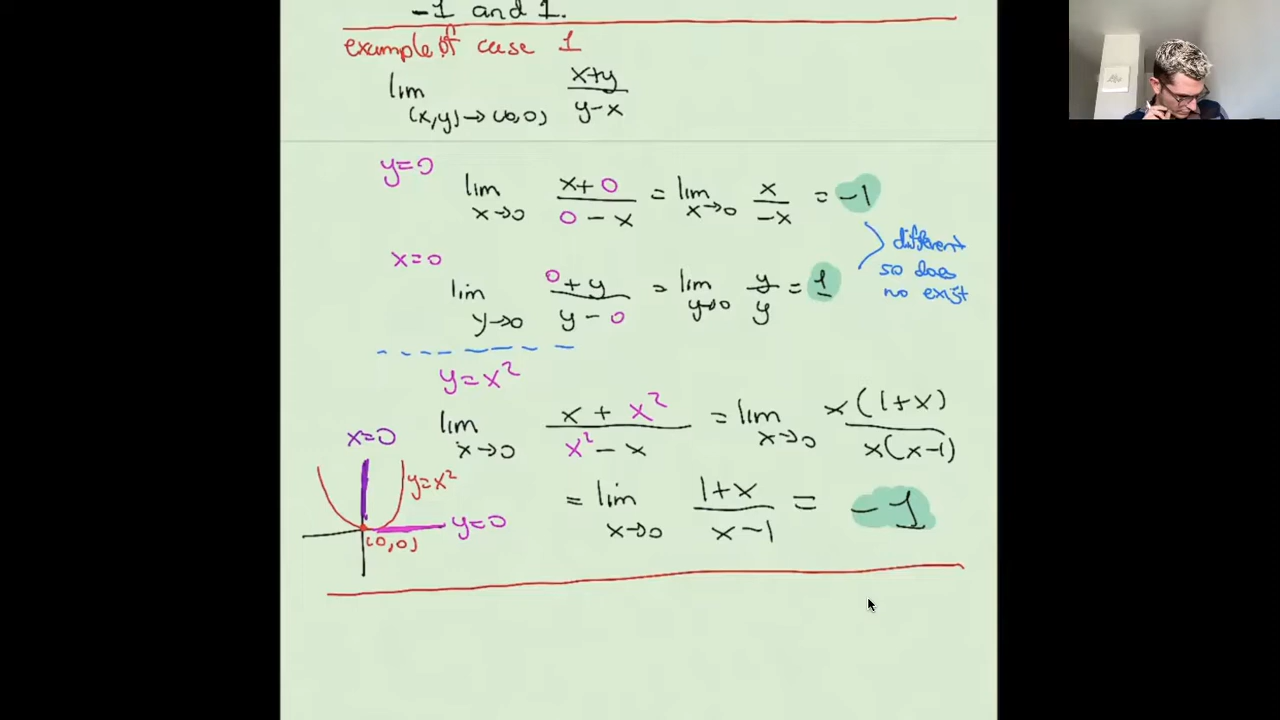 -1 and 1.
example of case 1
lim (x,y)→(0,0) x+y / y-x
y=0
lim x→0 x+0 / 0-x = lim x→0 x / -x = -1
different
so does
no exist
x=0
lim y→0 0+y / y-0 = lim y→0 y / y = 1
y=x²
lim x→0 x + x² / x² - x = lim x→0 x(1+x) / x(x-1)
= lim x→0 1+x / x-1 = -1
x=0
y=x²
y=0
(0,0)